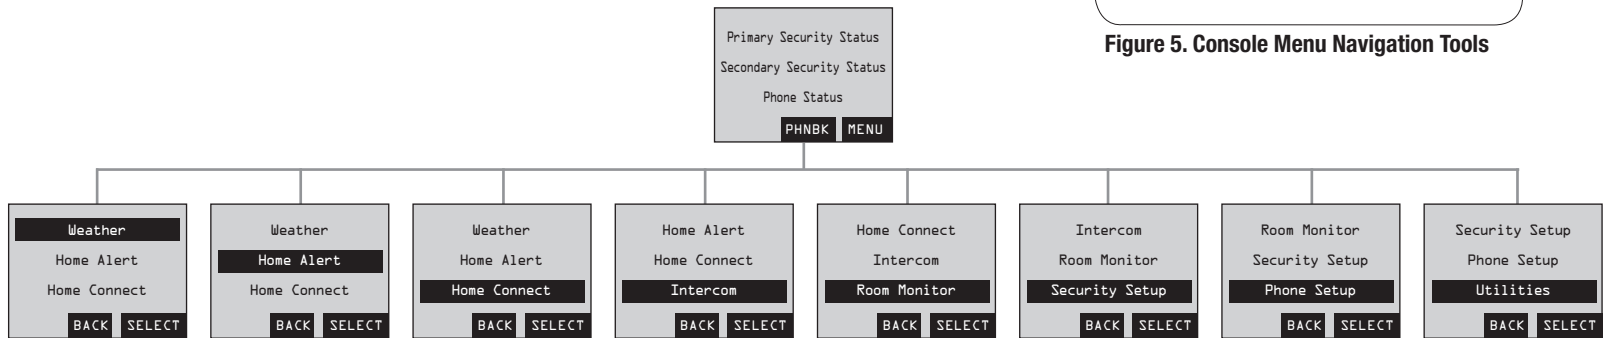 Figure 5. Console Menu Navigation Tools
Primary Security Status
Secondary Security Status
Phone Status
PHNBK MENU
Weather
Home Alert
Home Connect
BACK SELECT
Weather
Home Alert
Home Connect
BACK SELECT
Weather
Home Alert
Home Connect
BACK SELECT
Home Alert
Home Connect
Intercom
BACK SELECT
Home Connect
Intercom
Room Monitor
BACK SELECT
Intercom
Room Monitor
Security Setup
BACK SELECT
Room Monitor
Security Setup
Phone Setup
BACK SELECT
Security Setup
Phone Setup
Utilities
BACK SELECT